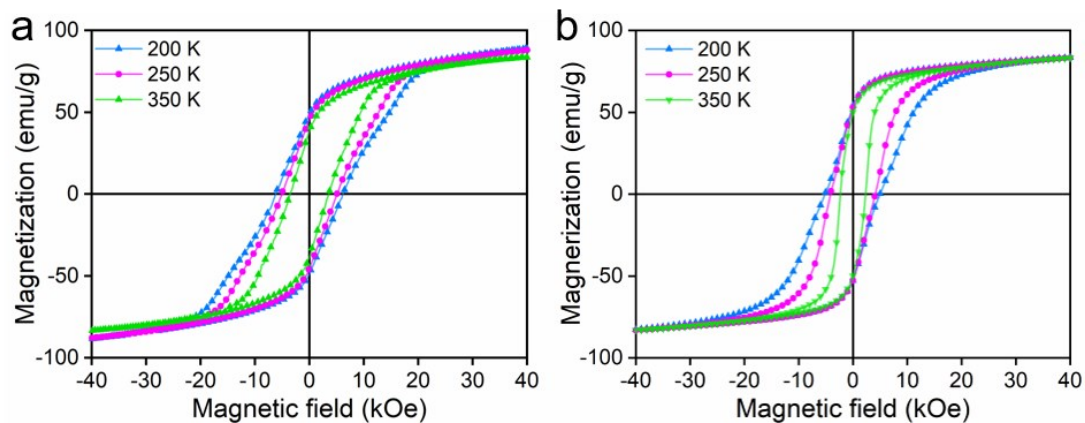 a
200 K
250 K
350 K
Magnetization (emu/g)
100
50
0
-50
-100
-40 -30 -20 -10 0 10 20 30 40
Magnetic field (kOe)
b
200 K
250 K
350 K
Magnerization (emu/g)
100
50
0
-50
-100
-40 -30 -20 -10 0 10 20 30 40
Magnetic field (kOe)